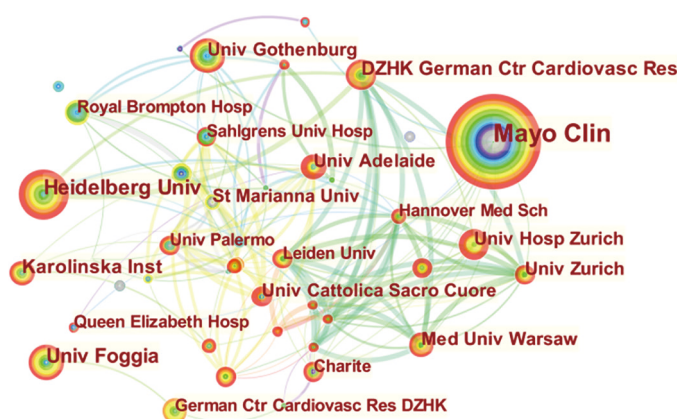 Univ Gothenburg
DZHK German Ctr Cardiovasc Res
Royal Brompton Hosp
Sahlgrens Univ Hosp
Mayo Clin
Univ Adelaide
Heidelberg Univ
St Marianna Univ
Hannover Med Sch
Univ Palermo
Univ Hosp Zurich
Leiden Univ
Karolinska Inst
Univ Zurich
Univ Cattolica Sacro Cuore
Queen Elizabeth Hosp
Med Univ Warsaw
Univ Foggia
Charite
German Ctr Cardiovasc Res DZHK